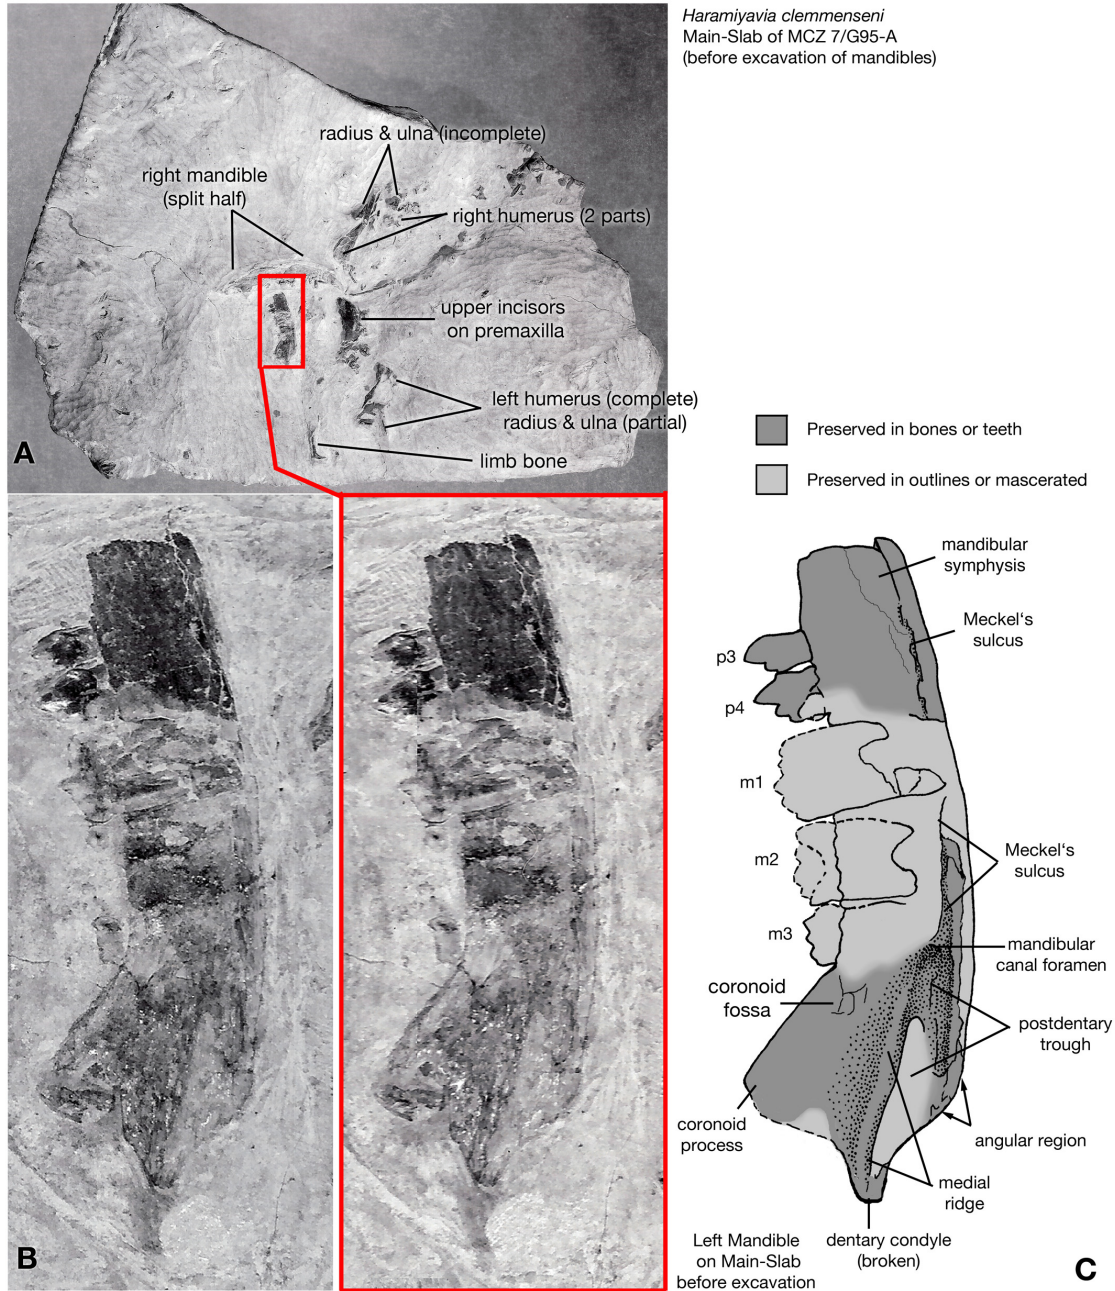 Haramiyavia clemmenseni
Main-Slab of MCZ 7/G95-A
(before excavation of mandibles)
radius & ulna (incomplete)
right mandible
(split half)
right humerus (2 parts)
upper incisors
on premaxilla
left humerus (complete)
radius & ulna (partial)
limb bone
A
Preserved in bones or teeth
Preserved in outlines or mascerated
mandibular
symphysis
Meckel‘s
sulcus
p3
p4
m1
m2
Meckel‘s
sulcus
m3
mandibular
canal foramen
coronoid
fossa
postdentary
trough
coronoid
process
angular region
medial
ridge
dentary condyle
(broken)
Left Mandible
on Main-Slab
before excavation
B
C